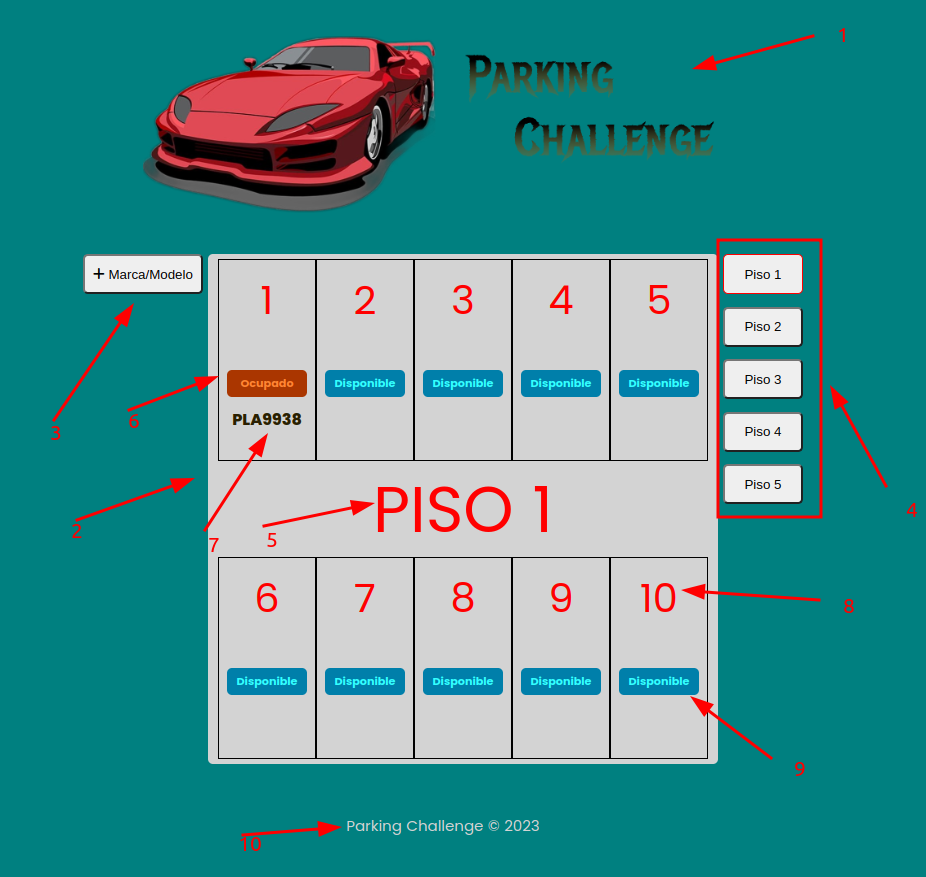 1
Parking
Challenge
+ Marca/Modelo
1 2 3 4 5
Piso 1
Piso 2
Ocupado Disponible Disponible Disponible Disponible
Piso 3
6
PLA9938
3
Piso 4
Piso 5
PISO 1
4
2
7
5
6 7 8 9 10
8
Disponible Disponible Disponible Disponible Disponible
9
Parking Challenge © 2023
10